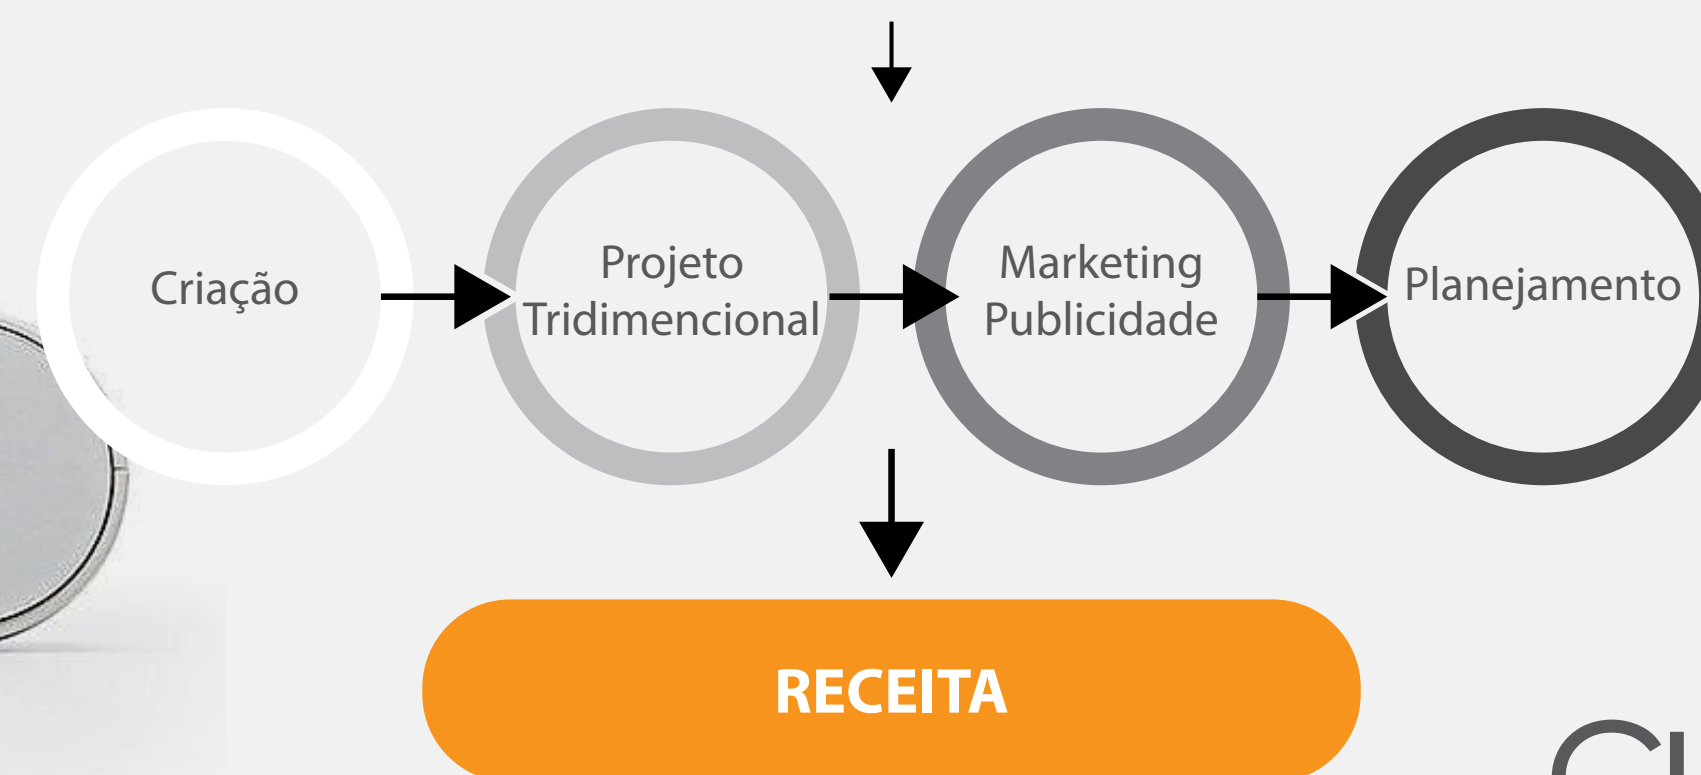 Criação
Projeto
Tridimencional
Marketing
Publicidade
Planejamento
RECEITA